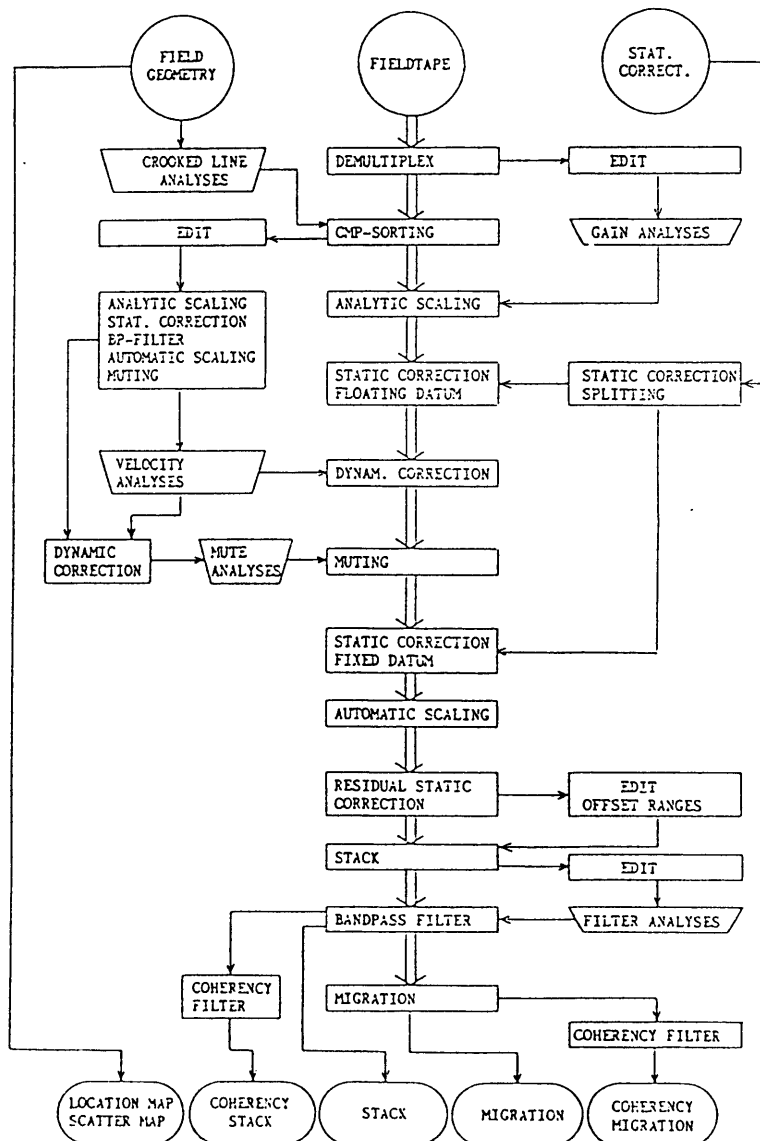 FIELD
GEOMETRY
FIELDTAPE
STAT.
CORRECT.
CROOKED LINE
ANALYSES
DEMULTIPLEX
EDIT
EDIT
CMP-SORTING
GAIN ANALYSES
ANALYTIC SCALING
STAT. CORRECTION
BP-FILTER
AUTOMATIC SCALING
MUTING
ANALYTIC SCALING
STATIC CORRECTION
FLOATING DATUM
STATIC CORRECTION
SPLITTING
VELOCITY
ANALYSES
DYNAM. CORRECTION
DYNAMIC
CORRECTION
MUTE
ANALYSES
MUTING
STATIC CORRECTION
FIXED DATUM
AUTOMATIC SCALING
RESIDUAL STATIC
CORRECTION
EDIT
OFFSET RANGES
STACK
EDIT
BANDPASS FILTER
FILTER ANALYSES
COHERENCY
FILTER
MIGRATION
COHERENCY FILTER
LOCATION MAP
SCATTER MAP
COHERENCY
STACK
STACK
MIGRATION
COHERENCY
MIGRATION